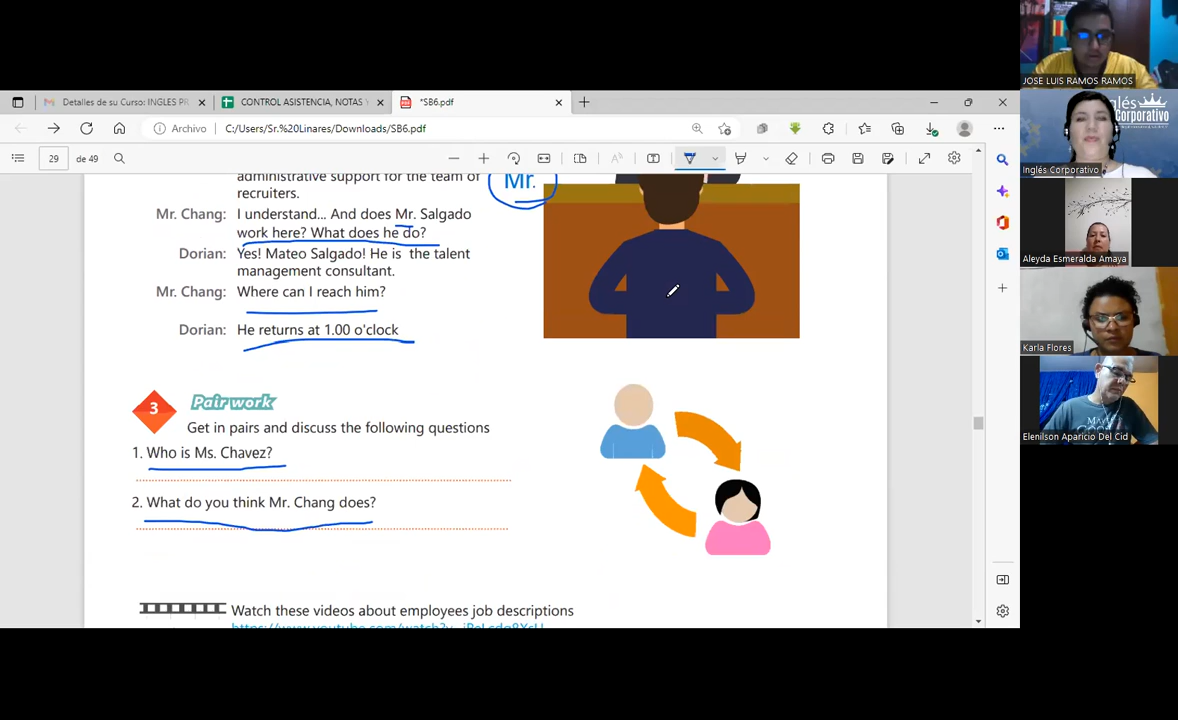 JOSE LUIS RAMOS RAMOS
Detalles de su Curso: INGLES PR
CONTROL ASISTENCIA, NOTAS Y
*SB6.pdf
Archivo
C:/Users/Sr.%20Linares/Downloads/SB6.pdf
29 de 49
administrative support for the team of
recruiters.
Mr.
Mr. Chang: I understand... And does Mr. Salgado
work here? What does he do?
Dorian: Yes! Mateo Salgado! He is the talent
management consultant.
Mr. Chang: Where can I reach him?
Dorian: He returns at 1.00 o'clock
3 Pair work
Get in pairs and discuss the following questions
1. Who is Ms. Chavez?
2. What do you think Mr. Chang does?
Watch these videos about employees job descriptions
Inglés Corporativo
Aleyda Esmeralda Amaya
Karla Flores
Elenilson Aparicio Del Cid